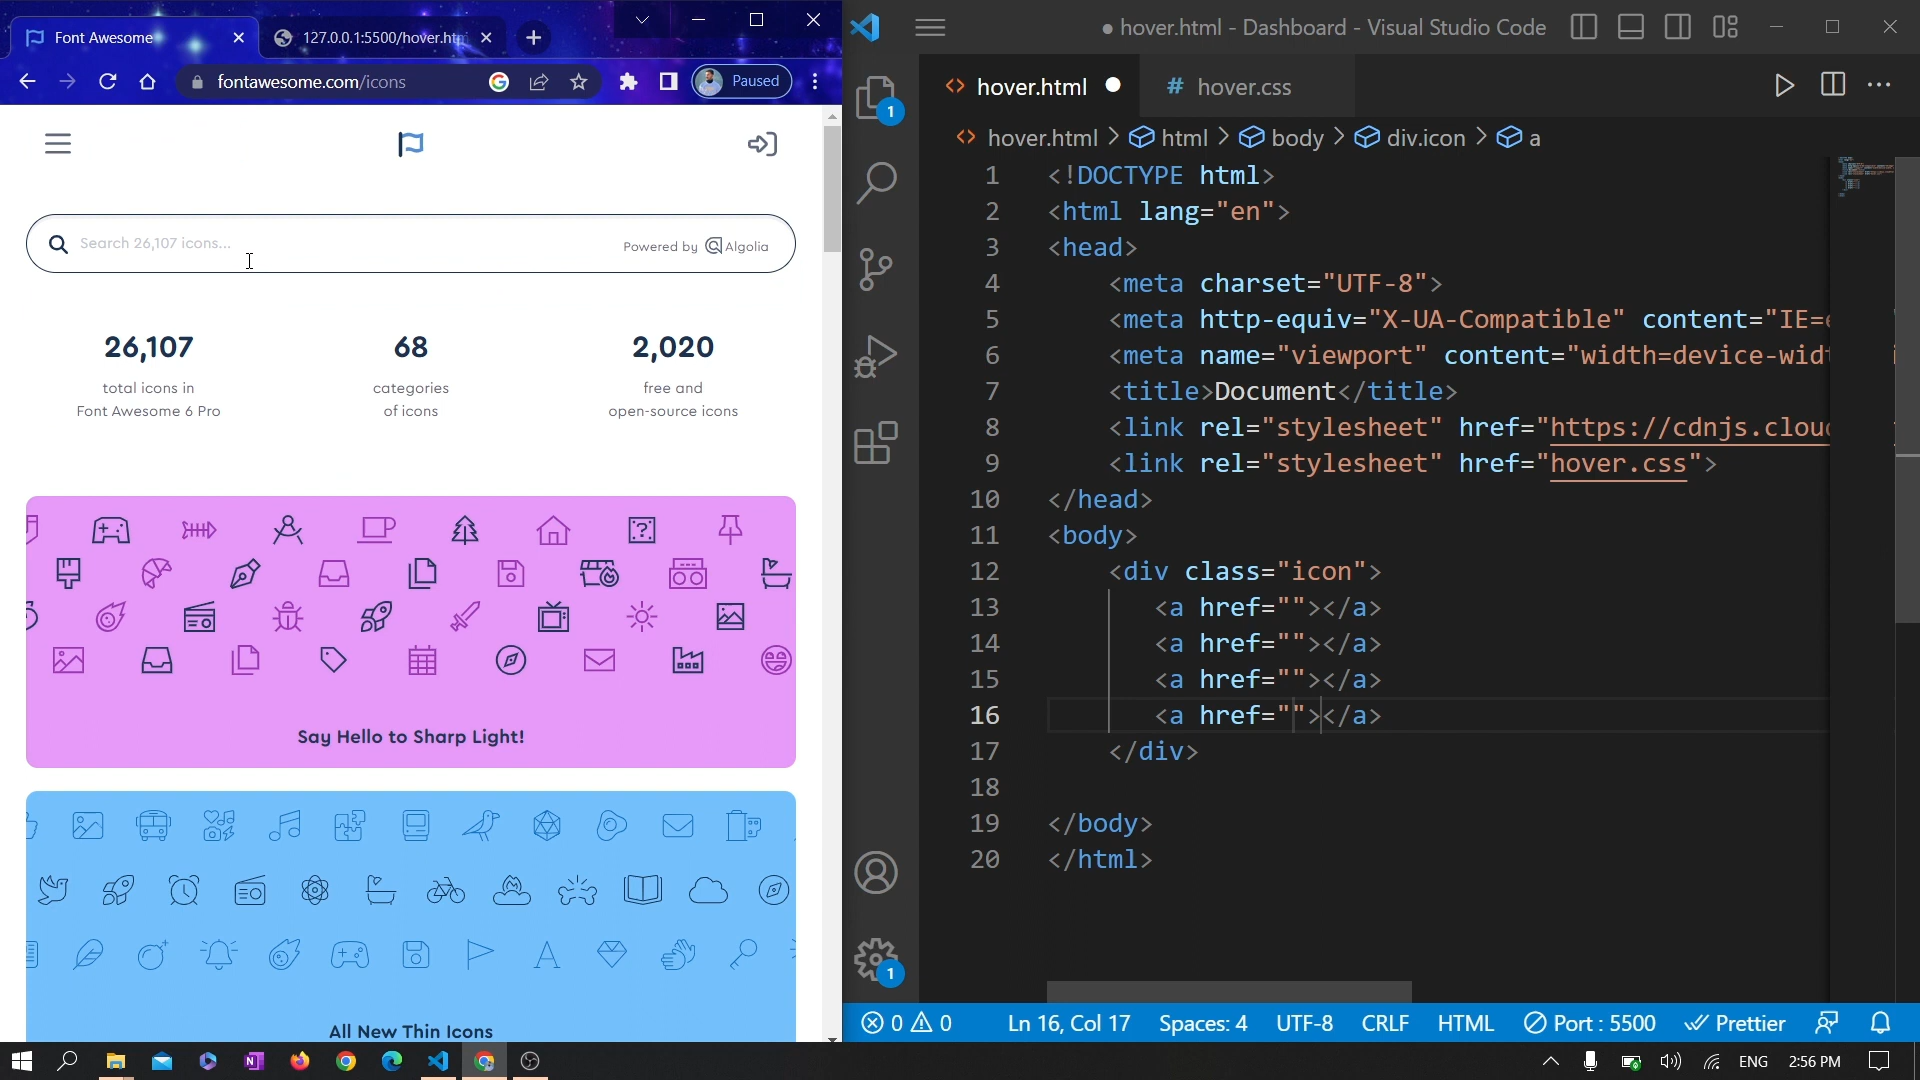 Font Awesome
127.0.0.1:5500/hover.htm
fontawesome.com/icons
Paused
Search 26,107 icons...
Powered by Algolia
26,107
total icons in
Font Awesome 6 Pro
68
categories
of icons
2,020
free and
open-source icons
Say Hello to Sharp Light!
All New Thin Icons
● hover.html - Dashboard - Visual Studio Code
<> hover.html ●
# hover.css
<> hover.html > html > body > div.icon > a
1 <!DOCTYPE html>
2 <html lang="en">
3 <head>
4 <meta charset="UTF-8">
5 <meta http-equiv="X-UA-Compatible" content="IE=
6 <meta name="viewport" content="width=device-wid
7 <title>Document</title>
8 <link rel="stylesheet" href="https://cdnjs.clou
9 <link rel="stylesheet" href="hover.css">
10 </head>
11 <body>
12 <div class="icon">
13 <a href=""></a>
14 <a href=""></a>
15 <a href=""></a>
16 <a href=""></a>
17 </div>
18
19 </body>
20 </html>
1
1
0 0 Ln 16, Col 17 Spaces: 4 UTF-8 CRLF HTML Port : 5500 Prettier
ENG 2:56 PM